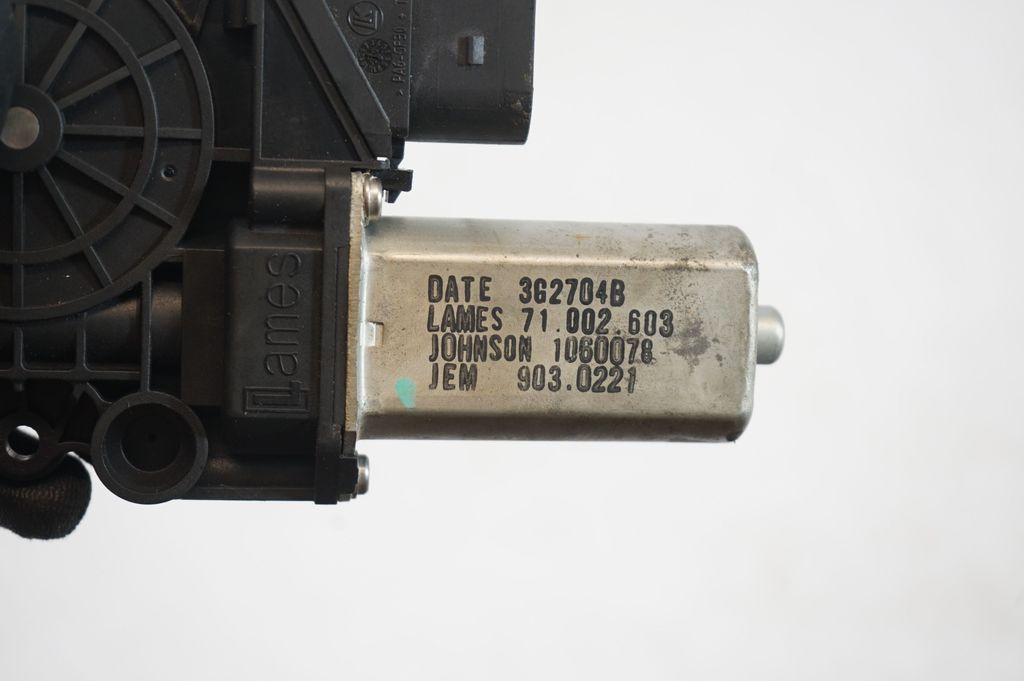 DATE 3G2704B
LAMES 71.002.603
JOHNSON 1060078
JEM 903.0221
Lames